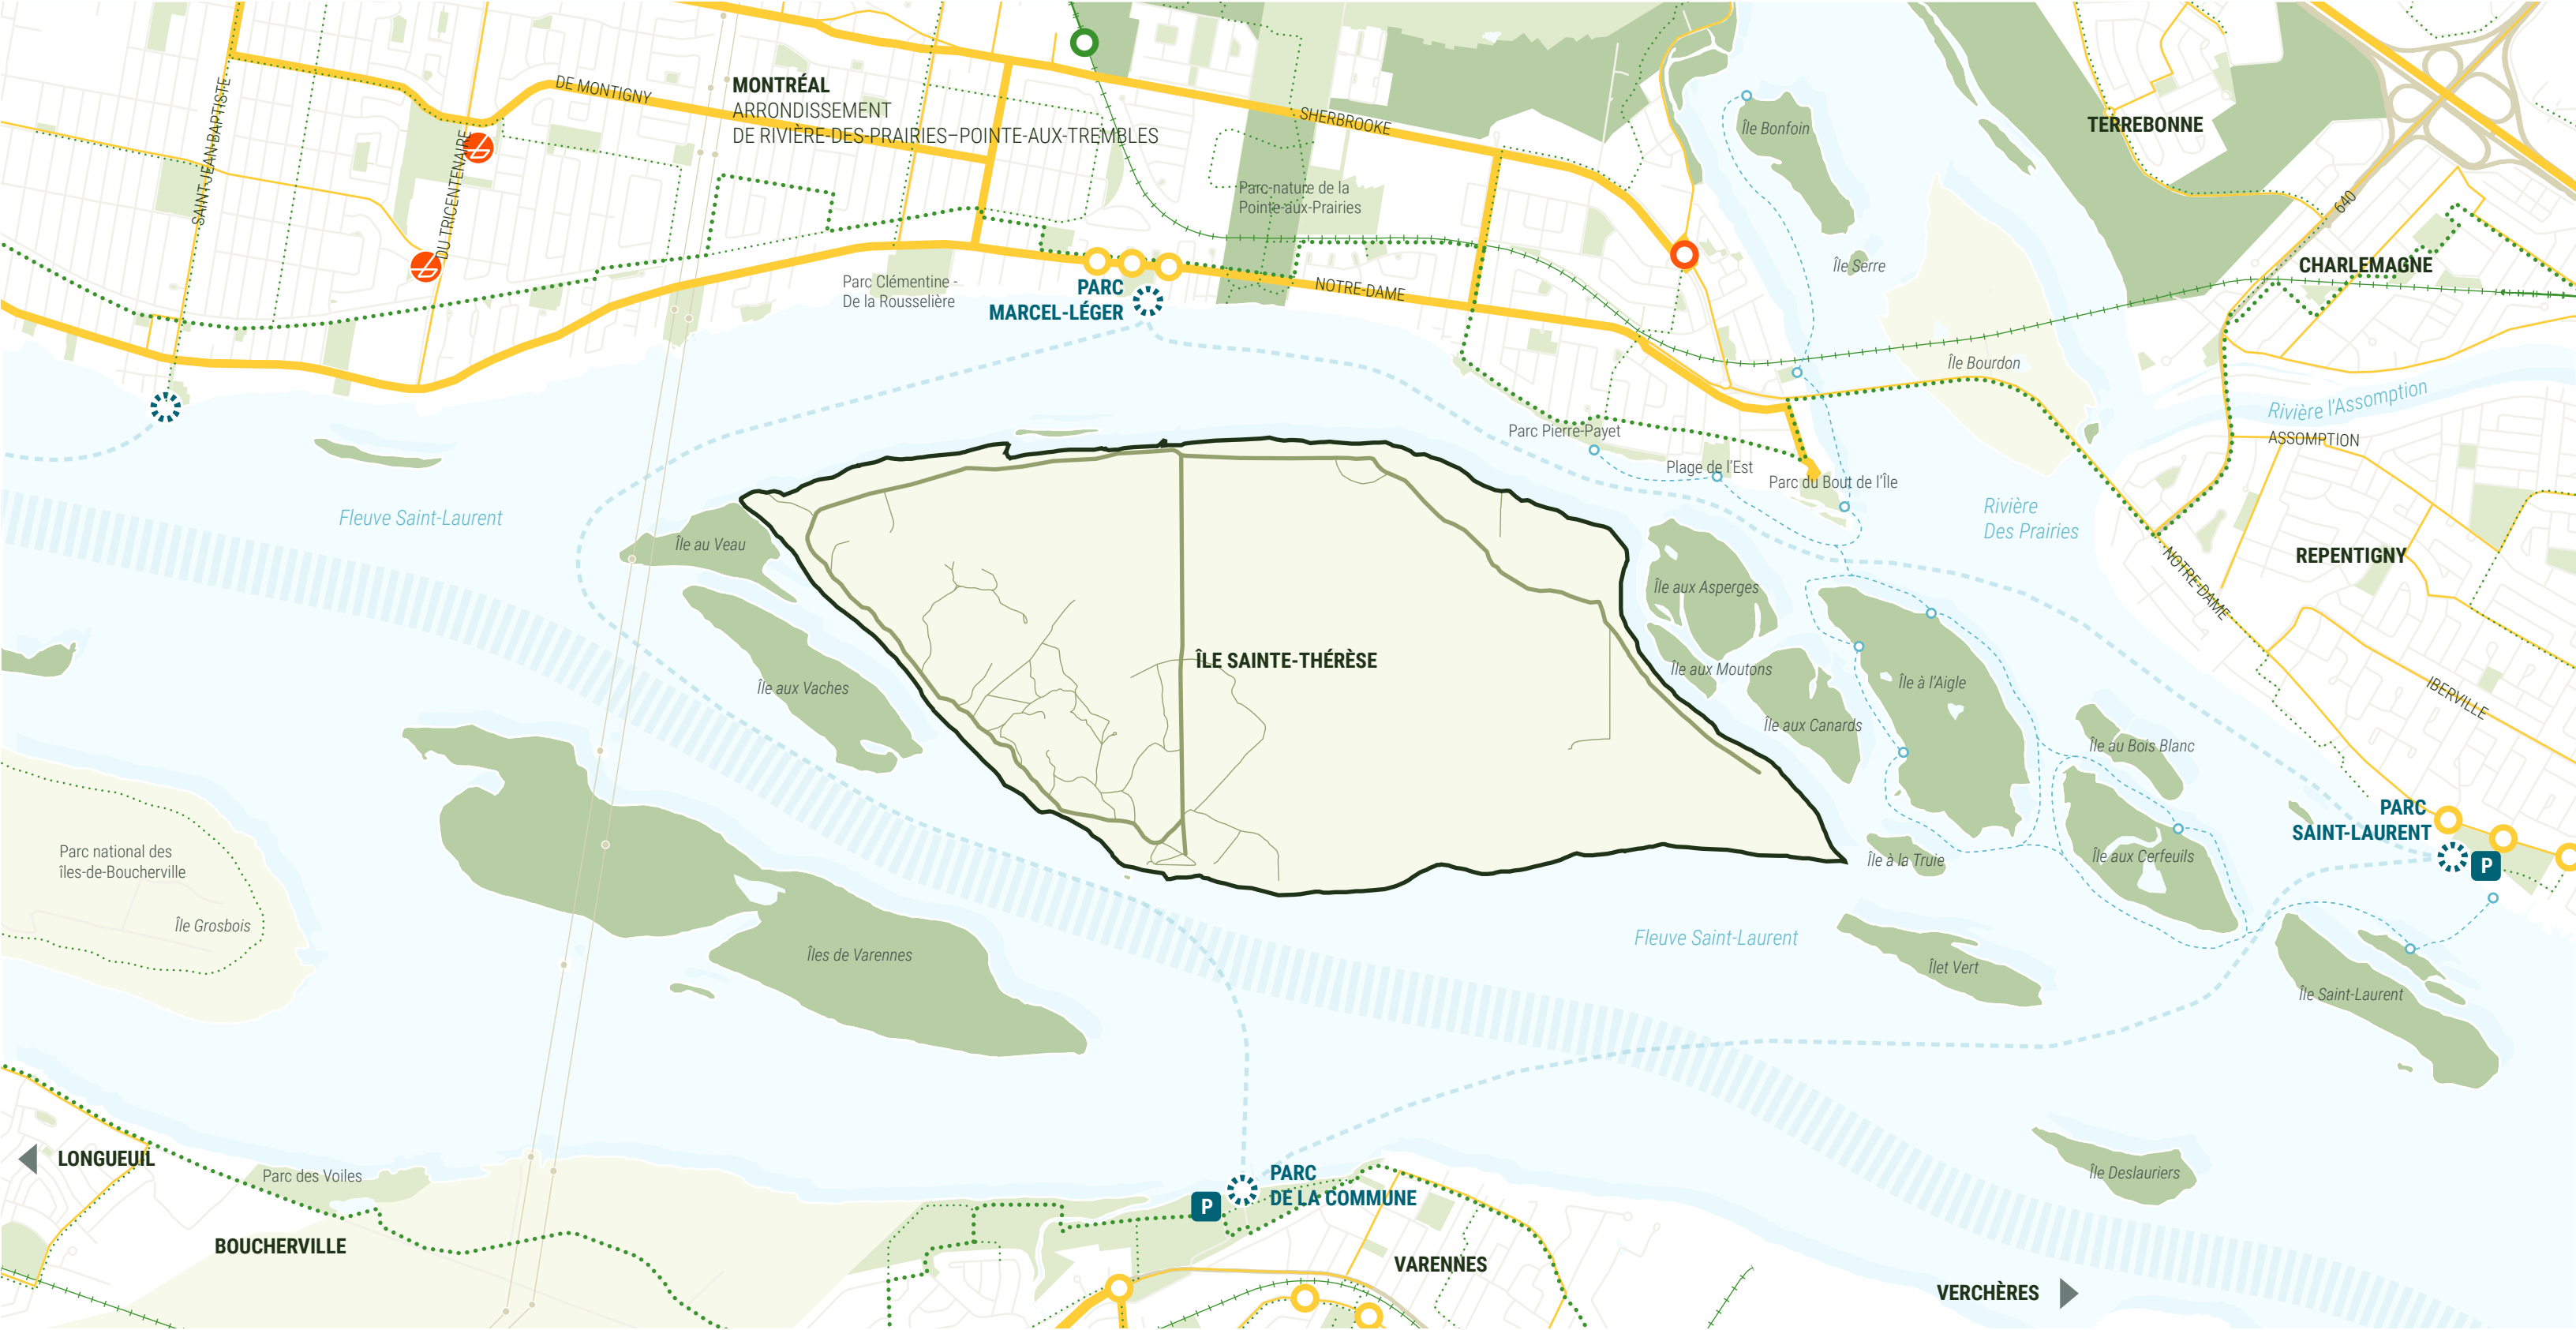 MONTRÉAL
ARRONDISSEMENT
DE RIVIÈRE-DES-PRAIRIES–POINTE-AUX-TREMBLES
DE MONTIGNY
SAINT-JEAN-BAPTISTE
DU TRICENTENAIRE
SHERBROOKE
Parc-nature de la
Pointe-aux-Prairies
Île Bonfoin
TERREBONNE
640
CHARLEMAGNE
Île Serre
Parc Clémentine -
De la Rousselière
PARC
MARCEL-LÉGER
NOTRE-DAME
Île Bourdon
Rivière l'Assomption
ASSOMPTION
Parc Pierre-Payet
Plage de l'Est
Parc du Bout de l'Île
Rivière
Des Prairies
Fleuve Saint-Laurent
Île au Veau
REPENTIGNY
NOTRE-DAME
Île aux Asperges
ÎLE SAINTE-THÉRÈSE
Île aux Moutons
Île à l'Aigle
Île aux Vaches
IBERVILLE
Île aux Canards
Île au Bois Blanc
PARC
SAINT-LAURENT
P
Parc national des
îles-de-Boucherville
Île à la Truie
Île aux Cerfeuils
Île Grosbois
Îles de Varennes
Fleuve Saint-Laurent
Îlet Vert
Île Saint-Laurent
LONGUEUIL
Parc des Voiles
PARC
DE LA COMMUNE
P
Île Deslauriers
BOUCHERVILLE
VARENNES
VERCHÈRES